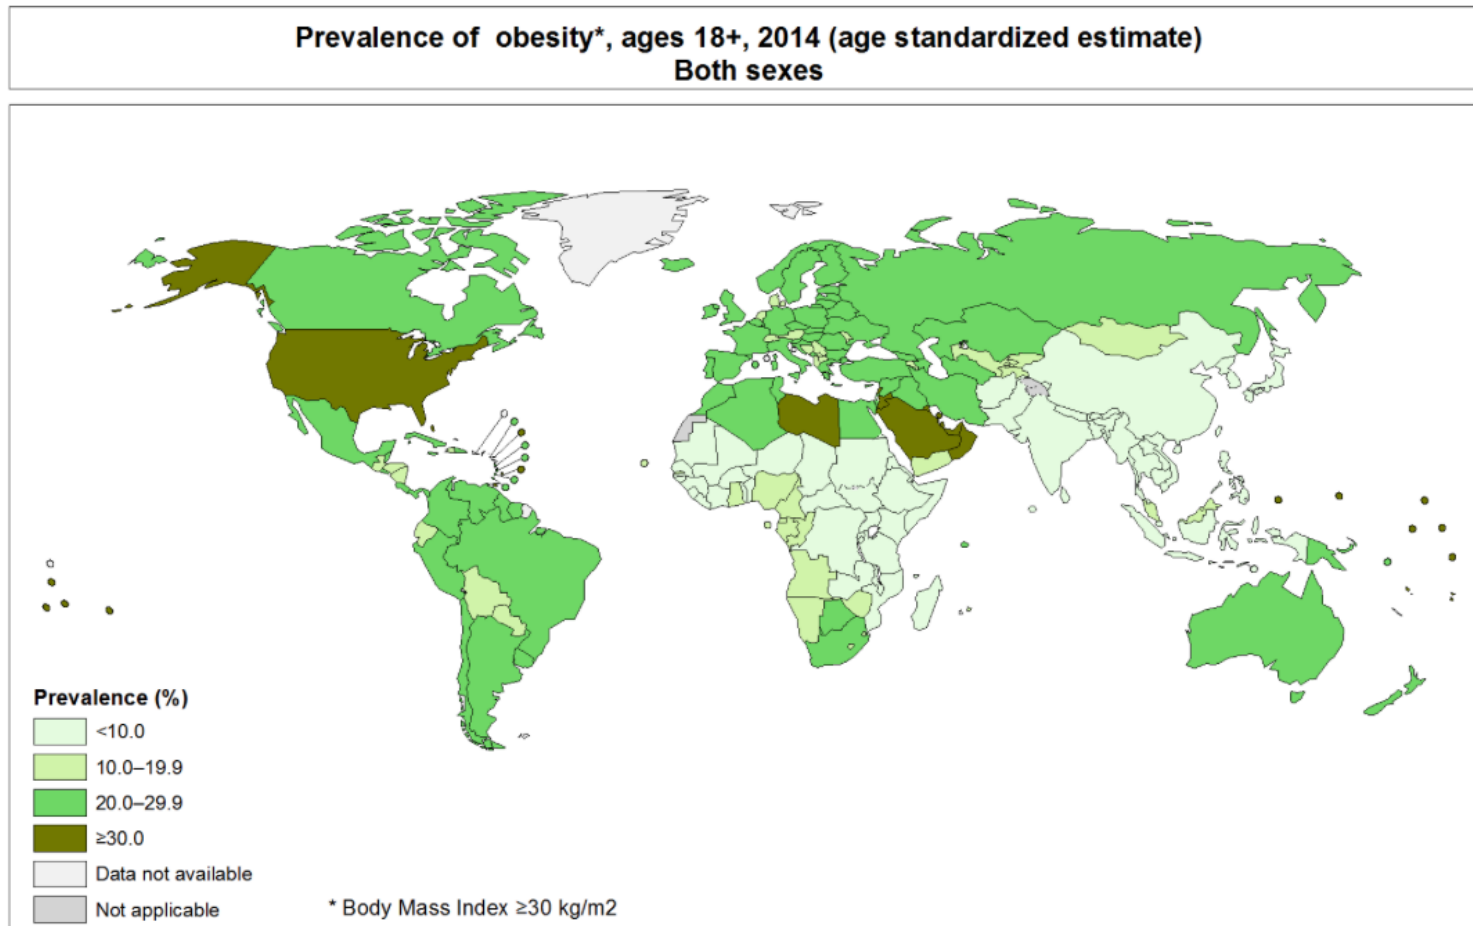 Prevalence of obesity*, ages 18+, 2014 (age standardized estimate)
Both sexes
Prevalence (%)
<10.0
10.0–19.9
20.0–29.9
≥30.0
Data not available
Not applicable
* Body Mass Index ≥30 kg/m2